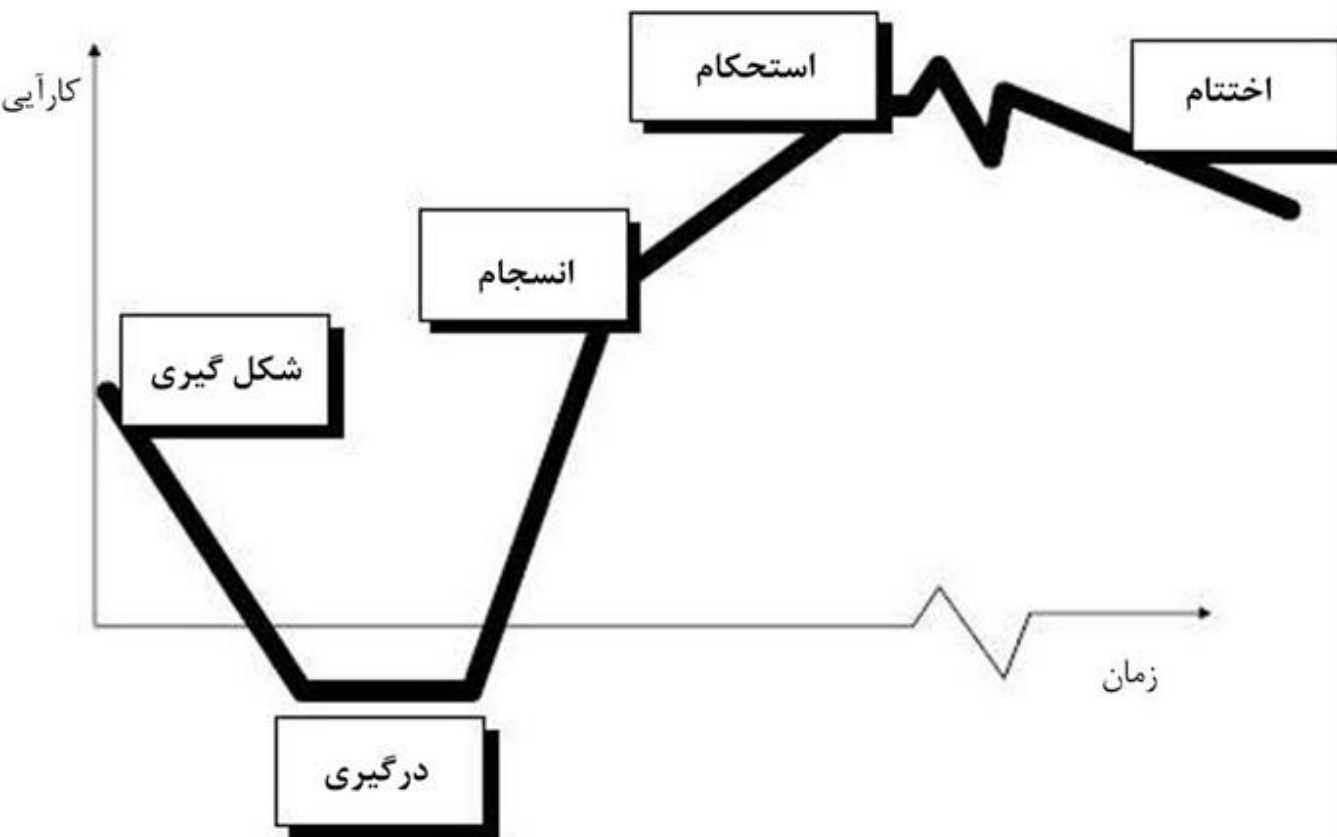 کارآیی
استحکام
اختتام
انسجام
شکل گیری
زمان
درگیری